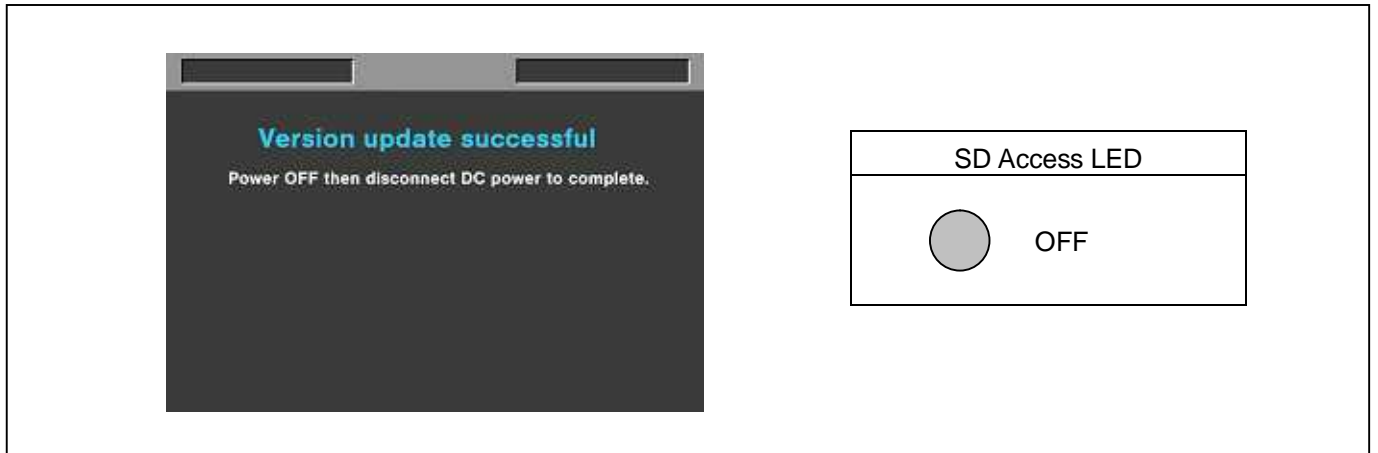 Version update successful
Power OFF then disconnect DC power to complete.
SD Access LED
OFF